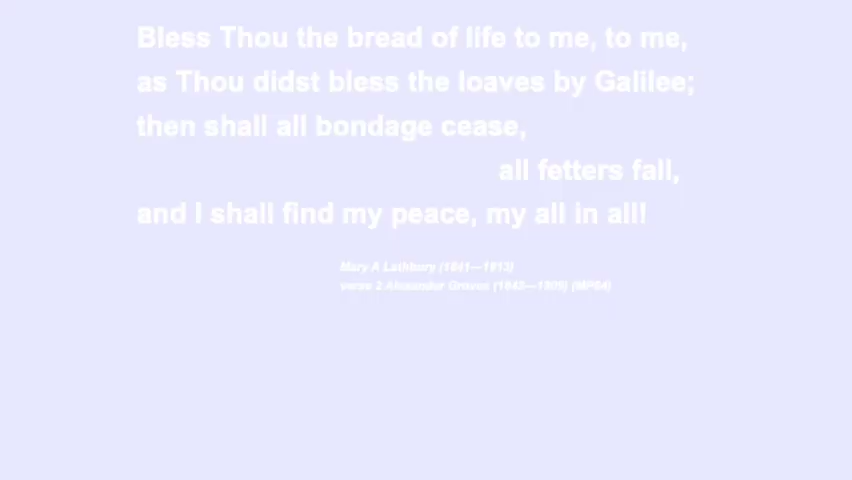 Bless Thou the bread of life to me, to me,
as Thou didst bless the loaves by Galilee;
then shall all bondage cease,
all fetters fall,
and I shall find my peace, my all in all!
Mary A Lathbury (1841—1913)
verse 2 Alexander Groves (1842—1909) (MP64)